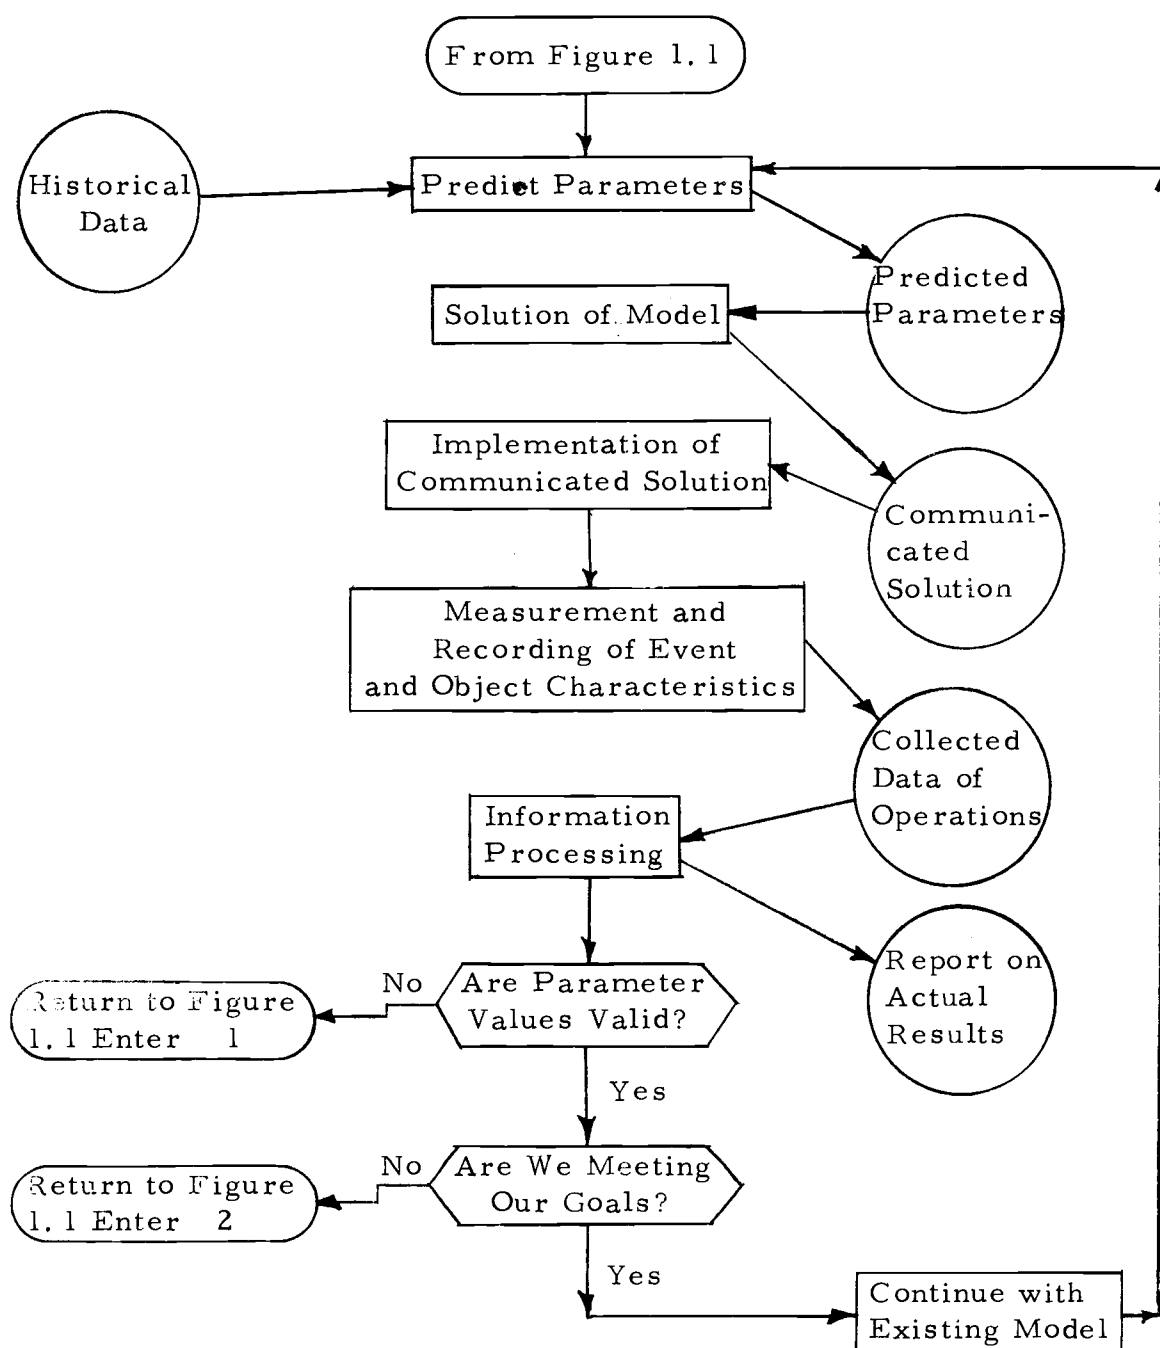 From Figure 1.1
Historical
Data
Predict Parameters
Predicted
Parameters
Solution of Model
Implementation of
Communicated Solution
Communi-
cated
Solution
Measurement and
Recording of Event
and Object Characteristics
Collected
Data of
Operations
Information
Processing
Report on
Actual
Results
No
Are Parameter
Values Valid?
Return to Figure
1.1 Enter 1
Yes
No
Are We Meeting
Our Goals?
Return to Figure
1.1 Enter 2
Yes
Continue with
Existing Model